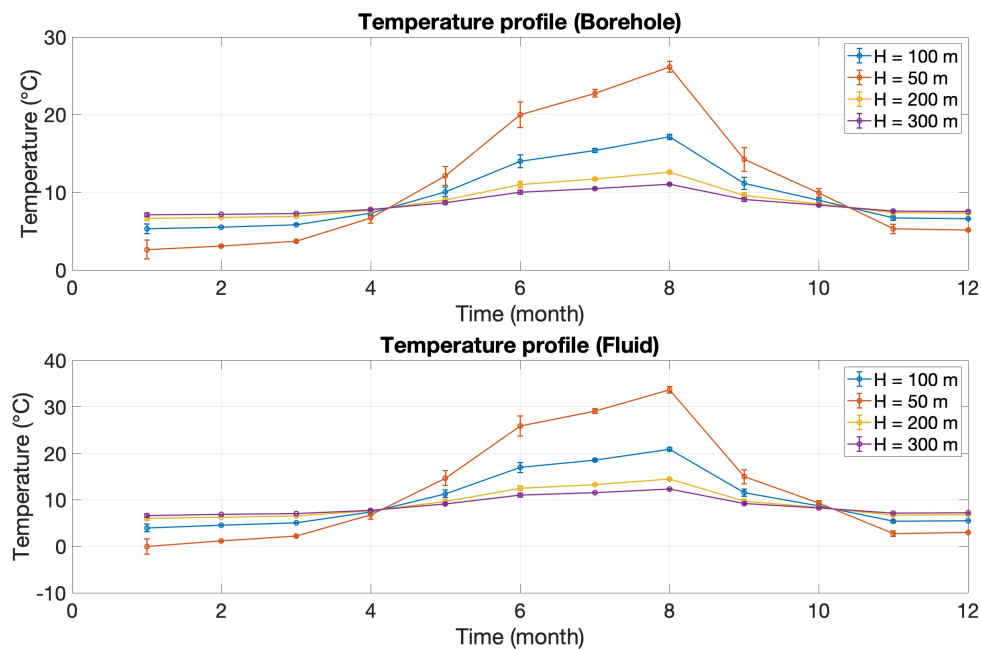 Temperature profile (Borehole)
Temperature (°C)
30
20
10
0
0 2 4 6 8 10 12
Time (month)
H = 100 m
H = 50 m
H = 200 m
H = 300 m
Temperature profile (Fluid)
Temperature (°C)
40
30
20
10
0
-10
0 2 4 6 8 10 12
Time (month)
H = 100 m
H = 50 m
H = 200 m
H = 300 m